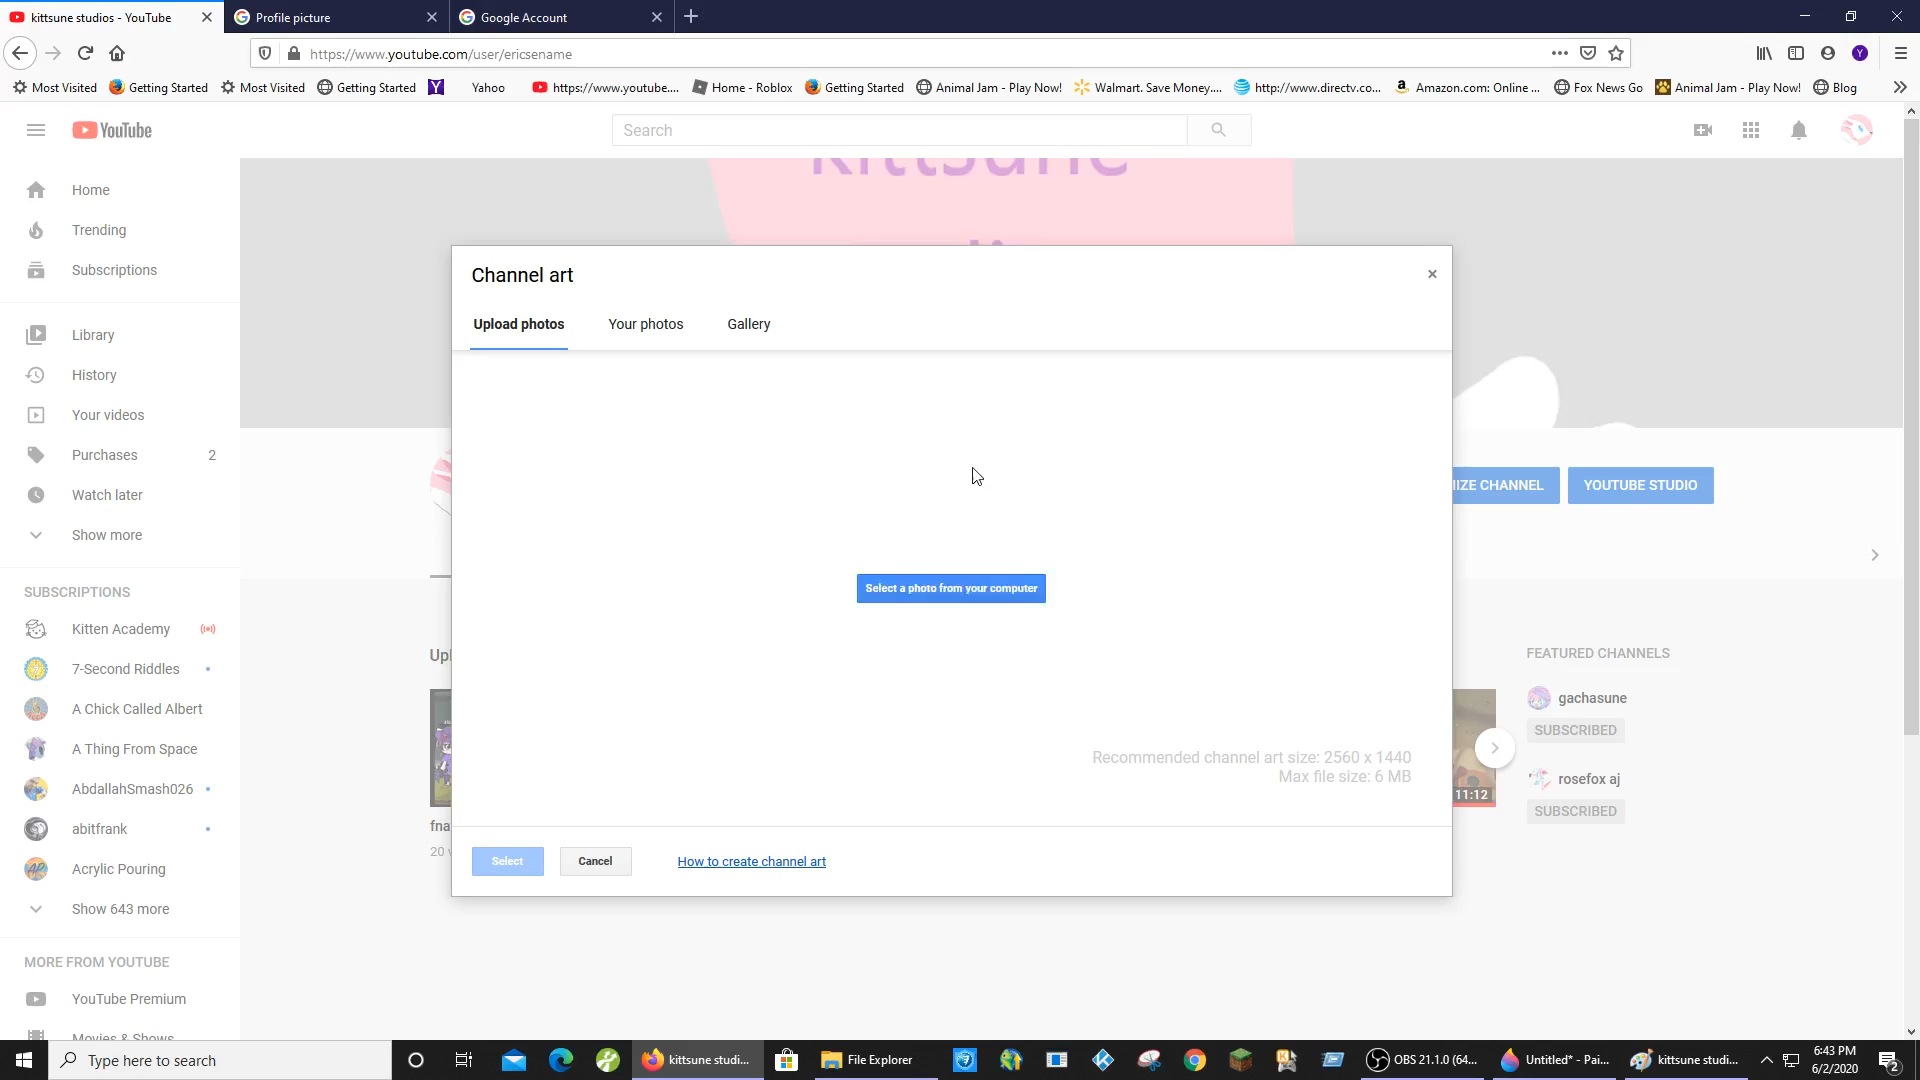 kittsune studios - YouTube
Profile picture
Google Account
https://www.youtube.com/user/ericsename
Most Visited
Getting Started
Most Visited
Getting Started
Yahoo
https://www.youtube....
Home - Roblox
Getting Started
Animal Jam - Play Now!
Walmart. Save Money,...
http://www.directv.co...
Amazon.com: Online ...
Fox News Go
Animal Jam - Play Now!
Blog
YouTube
Search
kittsune
Home
Trending
Subscriptions
Library
History
Your videos
Purchases 2
Watch later
Show more
SUBSCRIPTIONS
Kitten Academy
7-Second Riddles
A Chick Called Albert
A Thing From Space
AbdallahSmash026
abitfrank
Acrylic Pouring
Show 643 more
MORE FROM YOUTUBE
YouTube Premium
Movies & Shows
Channel art
Upload photos
Your photos
Gallery
Select a photo from your computer
Recommended channel art size: 2560 x 1440
Max file size: 6 MB
Select
Cancel
How to create channel art
IZE CHANNEL
YOUTUBE STUDIO
Upl
fna
20 v
11:12
FEATURED CHANNELS
gachasune
SUBSCRIBED
rosefox aj
SUBSCRIBED
Type here to search
kittsune studi...
File Explorer
OBS 21.1.0 (64...
Untitled* - Pai...
kittsune studi...
6:43 PM
6/2/2020
2